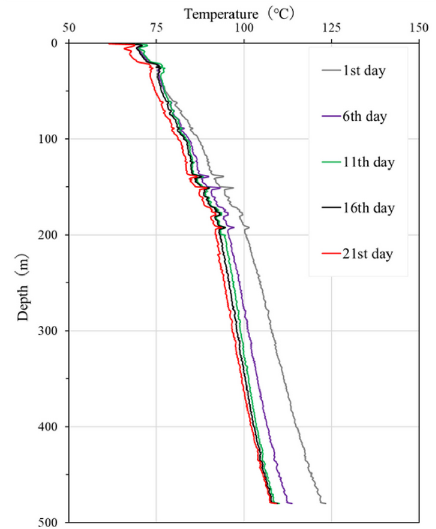 Temperature（℃）
50 75 100 125 150
0
100
200
300
400
500
Depth（m）
1st day
6th day
11th day
16th day
21st day